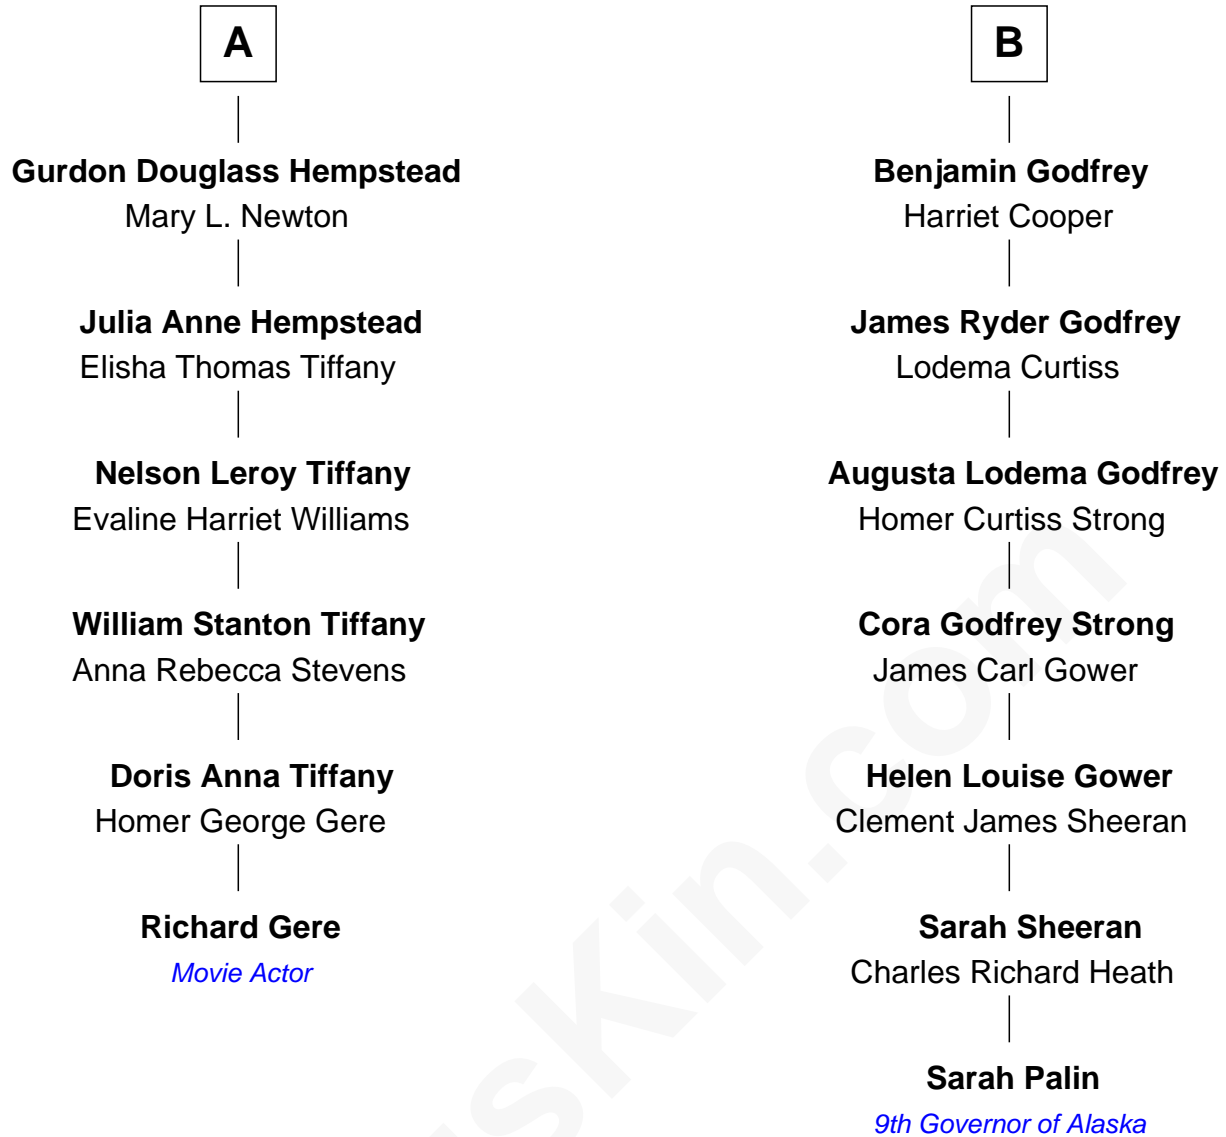 A
Gurdon Douglass Hempstead
Mary L. Newton
Julia Anne Hempstead
Elisha Thomas Tiffany
Nelson Leroy Tiffany
Evaline Harriet Williams
William Stanton Tiffany
Anna Rebecca Stevens
Doris Anna Tiffany
Homer George Gere
Richard Gere
Movie Actor
B
Benjamin Godfrey
Harriet Cooper
James Ryder Godfrey
Lodema Curtiss
Augusta Lodema Godfrey
Homer Curtiss Strong
Cora Godfrey Strong
James Carl Gower
Helen Louise Gower
Clement James Sheeran
Sarah Sheeran
Charles Richard Heath
Sarah Palin
9th Governor of Alaska
sKin.com